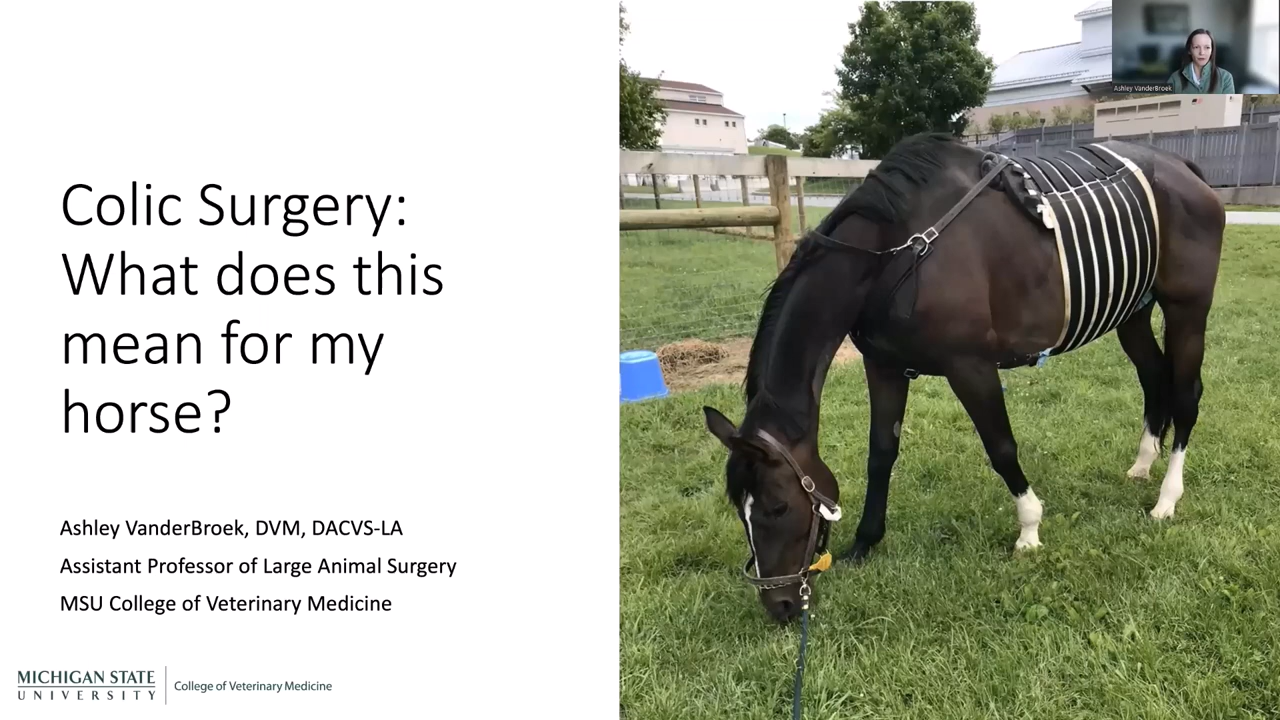 Colic Surgery:
What does this
mean for my
horse?
Ashley VanderBroek, DVM, DACVS-LA
Assistant Professor of Large Animal Surgery
MSU College of Veterinary Medicine
MICHIGAN STATE
UNIVERSITY
College of Veterinary Medicine
Ashley VanderBroek